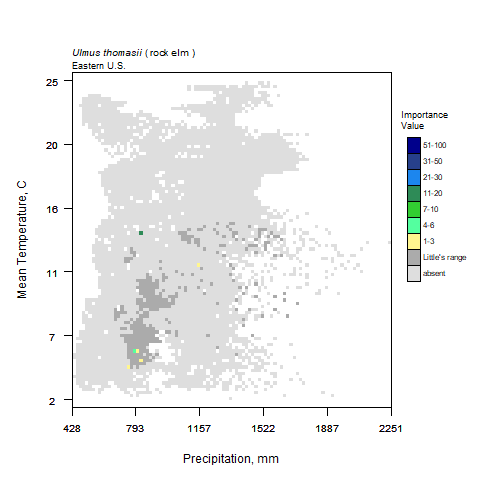 Ulmus thomasii ( rock elm )
Eastern U.S.
Importance
Value
51-100
31-50
21-30
11-20
7-10
4-6
1-3
Little's range
absent
Mean Temperature, C
25
20
16
11
7
2
428 793 1157 1522 1887 2251
Precipitation, mm